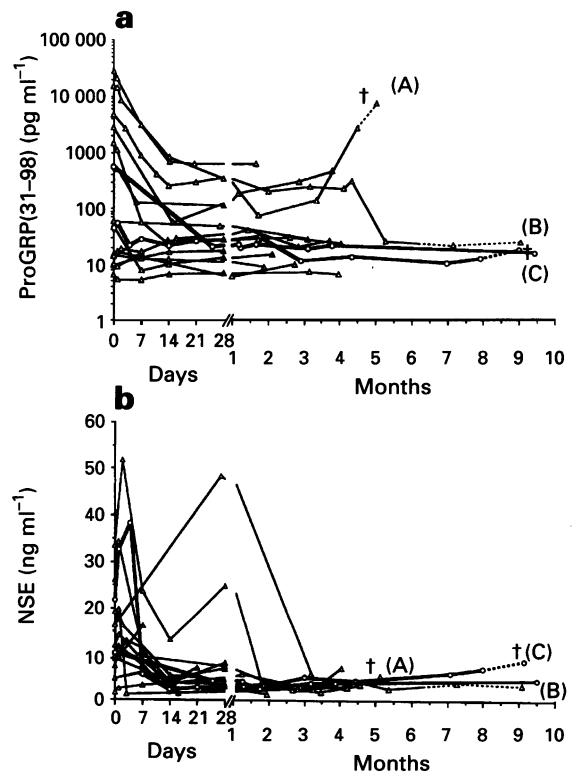 a
ProGRP(31–98) (pg ml⁻¹)
100 000
10 000
1000
100
10
1
† (A)
(B)
†
(C)
0 7 14 21 28
1 2 3 4 5 6 7 8 9 10
Days
Months
b
NSE (ng ml⁻¹)
60
50
40
30
20
10
0
† (A)
† (C)
(B)
0 7 14 21 28
1 2 3 4 5 6 7 8 9 10
Days
Months